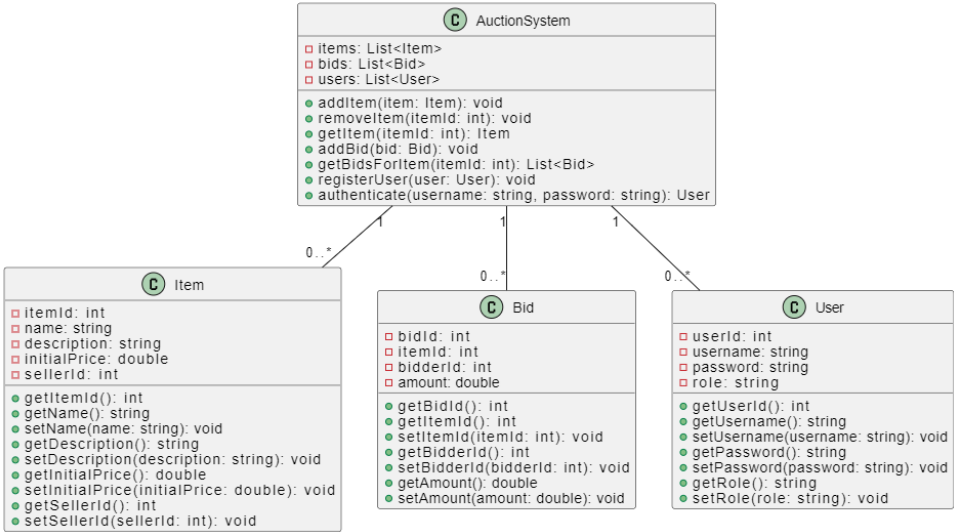 C AuctionSystem
items: List<Item>
bids: List<Bid>
users: List<User>
addItem(item: Item): void
removeItem(itemId: int): void
getItem(itemId: int): Item
addBid(bid: Bid): void
getBidsForItem(itemId: int): List<Bid>
registerUser(user: User): void
authenticate(username: string, password: string): User
1
1
1
0..*
0..*
0..*
C Item
itemId: int
name: string
description: string
initialPrice: double
sellerId: int
getItemId(): int
getName(): string
setName(name: string): void
getDescription(): string
setDescription(description: string): void
getInitialPrice(): double
setInitialPrice(initialPrice: double): void
getSellerId(): int
setSellerId(sellerId: int): void
C Bid
bidId: int
itemId: int
bidderId: int
amount: double
getBidId(): int
getItemId(): int
setItemId(itemId: int): void
getBidderId(): int
setBidderId(bidderId: int): void
getAmount(): double
setAmount(amount: double): void
C User
userId: int
username: string
password: string
role: string
getUserId(): int
getUsername(): string
setUsername(username: string): void
getPassword(): string
setPassword(password: string): void
getRole(): string
setRole(role: string): void